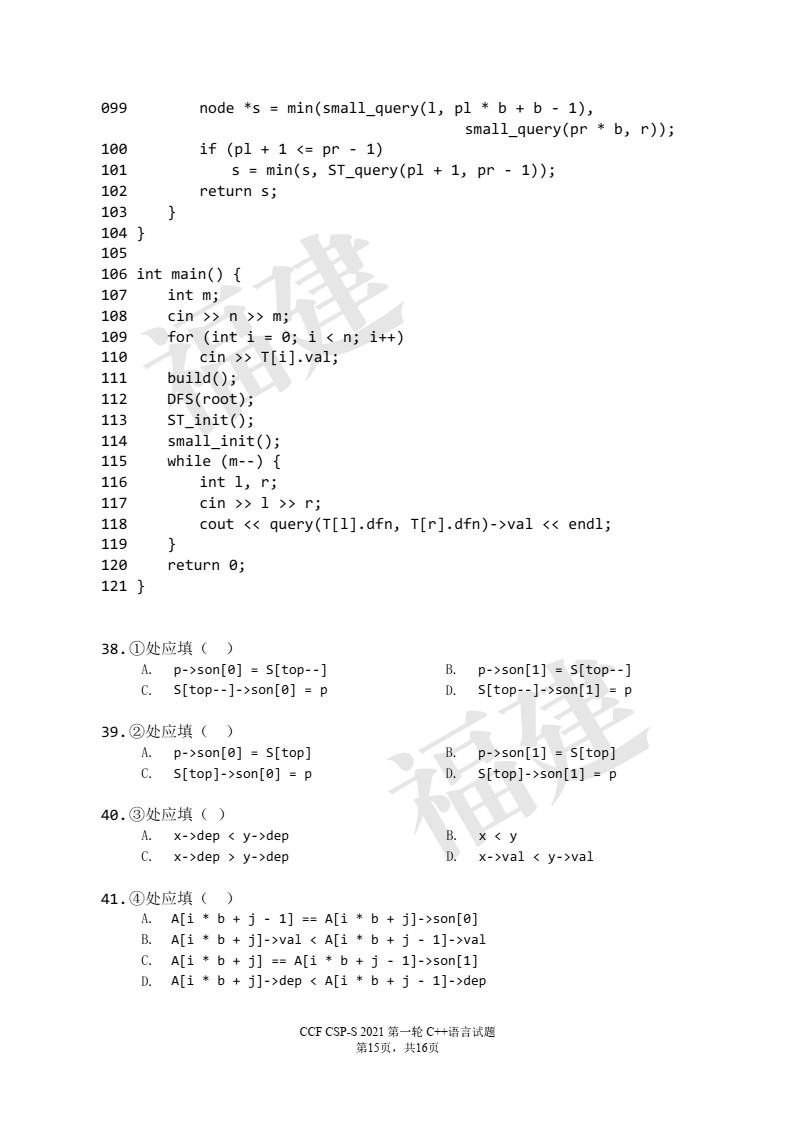 099 node *s = min(small_query(l, pl * b + b - 1),
small_query(pr * b, r));
100 if (pl + 1 <= pr - 1)
101 s = min(s, ST_query(pl + 1, pr - 1));
102 return s;
103 }
104 }
105
106 int main() {
107 int m;
108 cin >> n >> m;
109 for (int i = 0; i < n; i++)
110 cin >> T[i].val;
111 build();
112 DFS(root);
113 ST_init();
114 small_init();
115 while (m--) {
116 int l, r;
117 cin >> l >> r;
118 cout << query(T[l].dfn, T[r].dfn)->val << endl;
119 }
120 return 0;
121 }
福建
38.①处应填（ ）
A. p->son[0] = S[top--] B. p->son[1] = S[top--]
C. S[top--]->son[0] = p D. S[top--]->son[1] = p
39.②处应填（ ）
A. p->son[0] = S[top] B. p->son[1] = S[top]
C. S[top]->son[0] = p D. S[top]->son[1] = p
福建
40.③处应填（ ）
A. x->dep < y->dep B. x < y
C. x->dep > y->dep D. x->val < y->val
41.④处应填（ ）
A. A[i * b + j - 1] == A[i * b + j]->son[0]
B. A[i * b + j]->val < A[i * b + j - 1]->val
C. A[i * b + j] == A[i * b + j - 1]->son[1]
D. A[i * b + j]->dep < A[i * b + j - 1]->dep
CCF CSP-S 2021 第一轮 C++语言试题
第15页，共16页